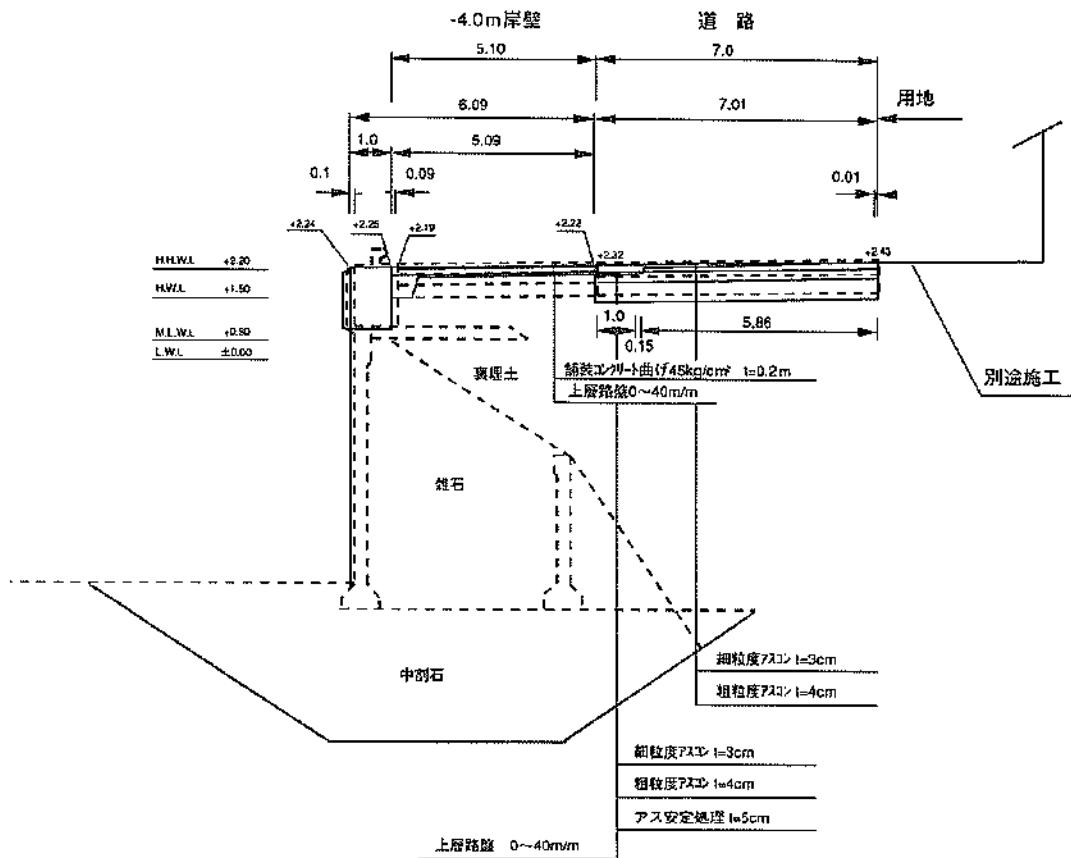 -4.0m岸壁
道 路
5.10
7.0
用地
6.09
7.01
1.0
5.09
0.1
0.09
0.01
+2.24
+2.25
+2.19
+2.22
+2.32
+2.43
H.H.W.L +2.20
H.W.L +1.50
M.L.W.L +0.80
L.W.L ±0.00
1.0
5.86
0.15
裏埋土
舗装コンクリート曲げ45kg/cm² t=0.2m
上層路盤0～40m/m
別途施工
雑石
中割石
細粒度アスコン t=3cm
粗粒度アスコン t=4cm
細粒度アスコン t=3cm
粗粒度アスコン t=4cm
アス安定処理 t=5cm
上層路盤 0～40m/m